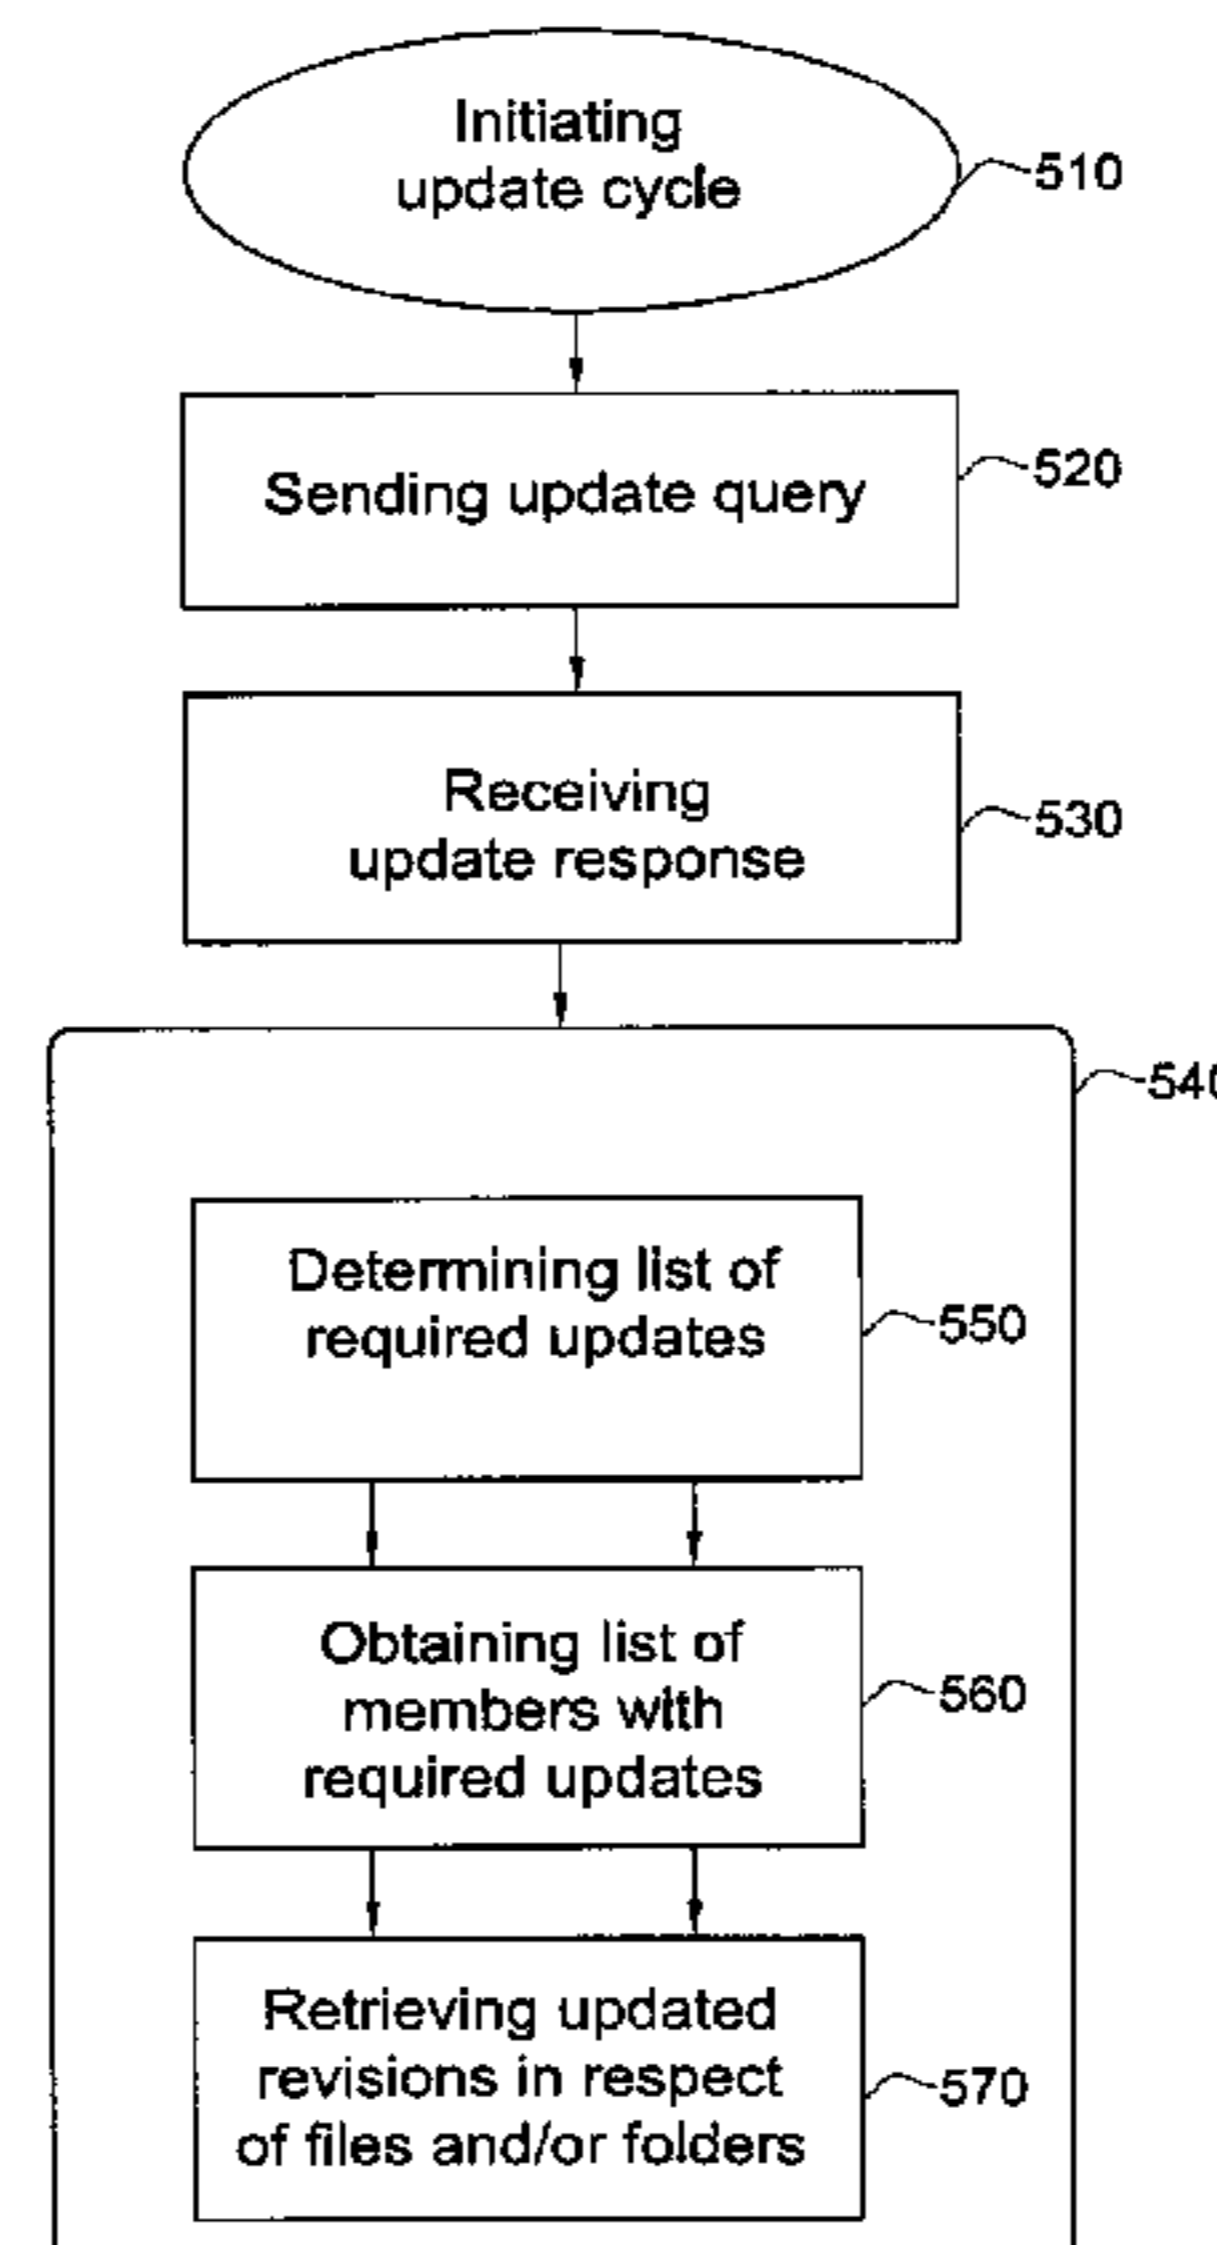 Initiating
update cycle
510
Sending update query
520
Receiving
update response
530
540
Determining list of
required updates
550
Obtaining list of
members with
required updates
560
Retrieving updated
revisions in respect
of files and/or folders
570